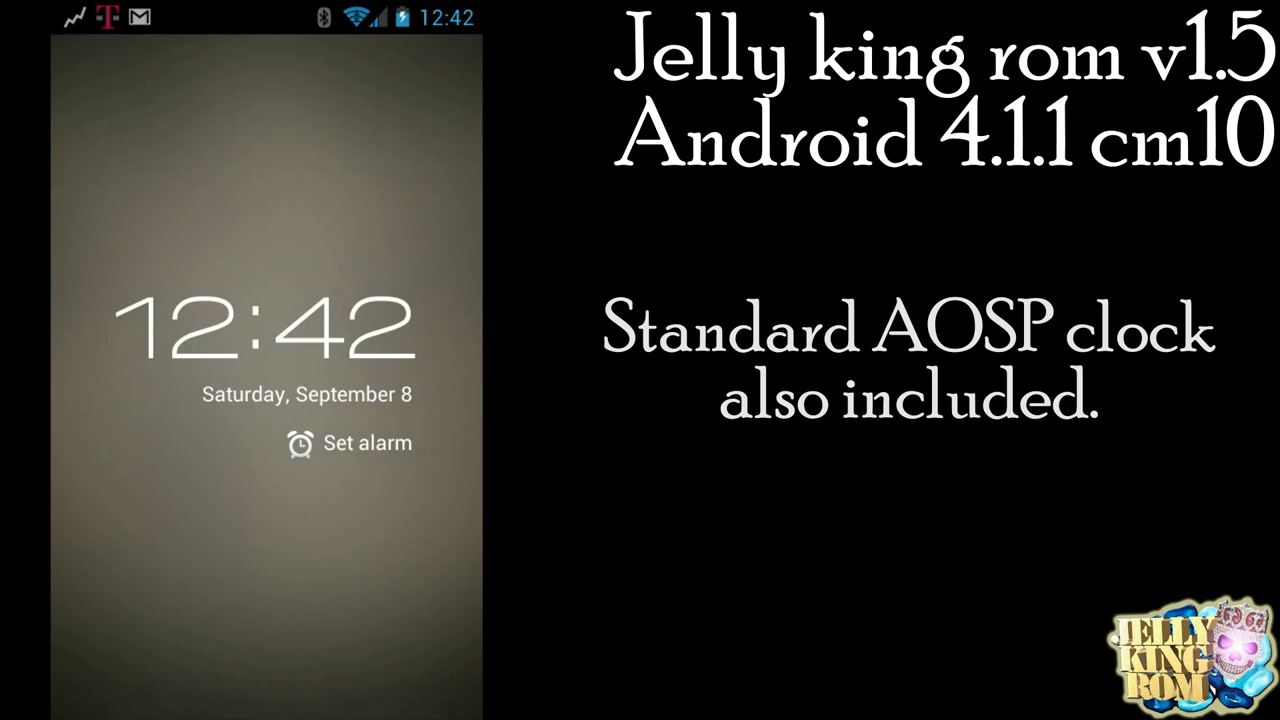 12:42
Jelly king rom v1.5
Android 4.1.1 cm10
12:42
Saturday, September 8
Set alarm
Standard AOSP clock
also included.
JELLY
KING
ROM